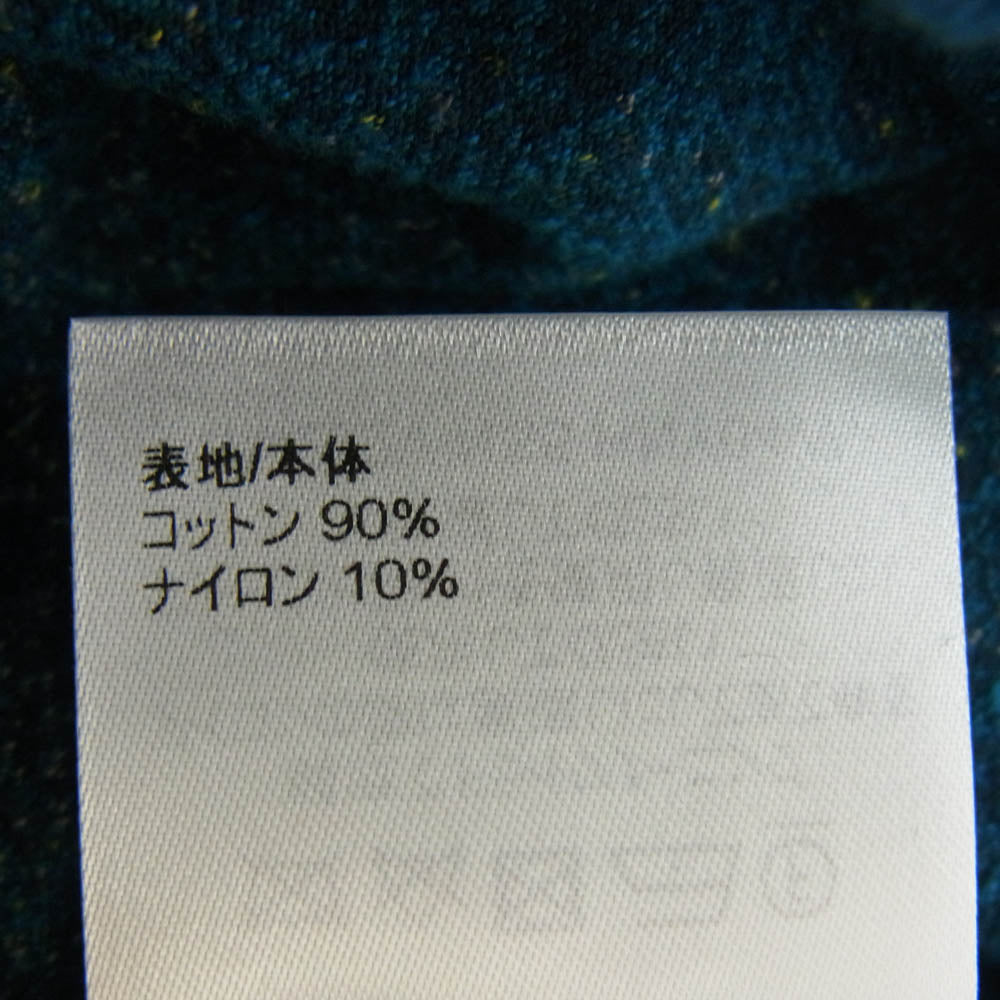 表地/本体
コットン 90%
ナイロン 10%